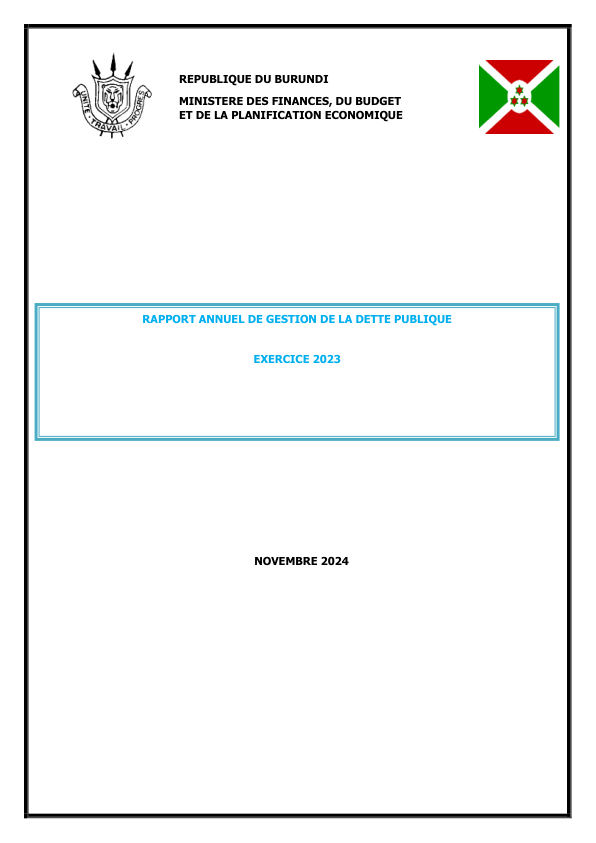 UNITE - TRAVAIL - PROGRES
REPUBLIQUE DU BURUNDI
MINISTERE DES FINANCES, DU BUDGET
ET DE LA PLANIFICATION ECONOMIQUE
RAPPORT ANNUEL DE GESTION DE LA DETTE PUBLIQUE
EXERCICE 2023
NOVEMBRE 2024